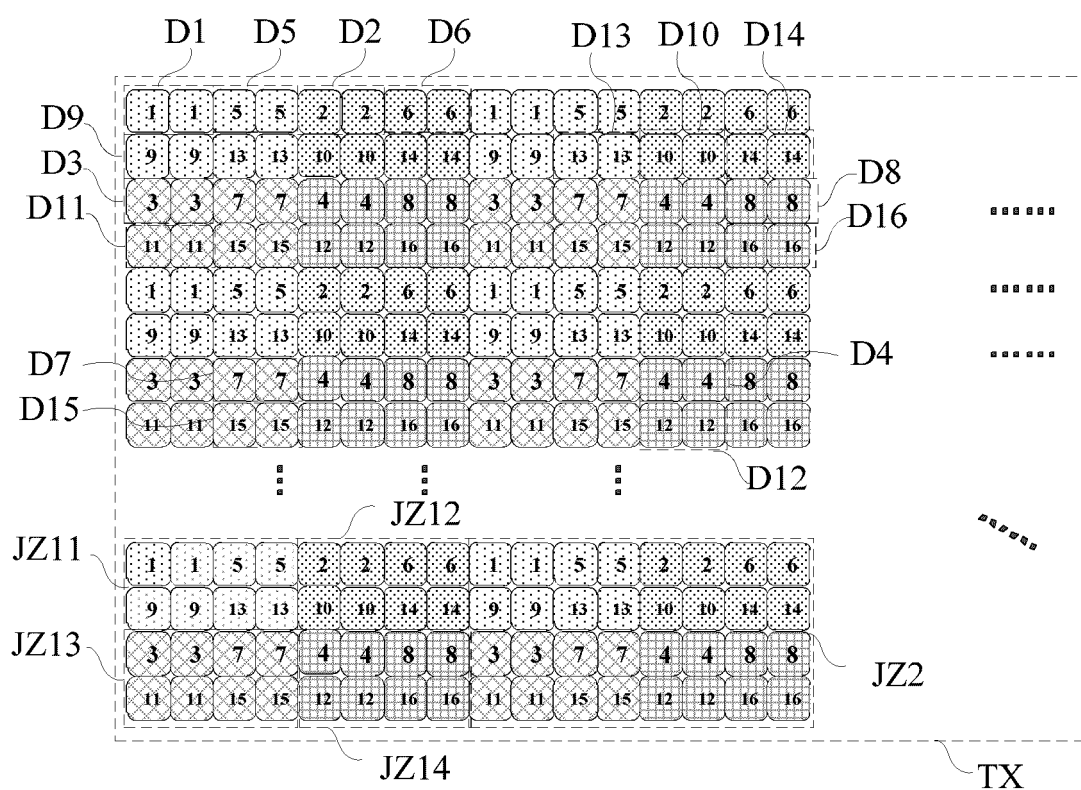 D1 D5 D2 D6 D13 D10 D14
D9
D3
D11
D8
D16
1 1 5 5 2 2 6 6 1 1 5 5 2 2 6 6
9 9 13 13 10 10 14 14 9 9 13 13 10 10 14 14
3 3 7 7 4 4 8 8 3 3 7 7 4 4 8 8
11 11 15 15 12 12 16 16 11 11 15 15 12 12 16 16
1 1 5 5 2 2 6 6 1 1 5 5 2 2 6 6
9 9 13 13 10 10 14 14 9 9 13 13 10 10 14 14
3 3 7 7 4 4 8 8 3 3 7 7 4 4 8 8
11 11 15 15 12 12 16 16 11 11 15 15 12 12 16 16
D7
D4
D15
D12
JZ12
JZ11
1 1 5 5 2 2 6 6 1 1 5 5 2 2 6 6
9 9 13 13 10 10 14 14 9 9 13 13 10 10 14 14
3 3 7 7 4 4 8 8 3 3 7 7 4 4 8 8
11 11 15 15 12 12 16 16 11 11 15 15 12 12 16 16
JZ13
JZ2
JZ14
TX